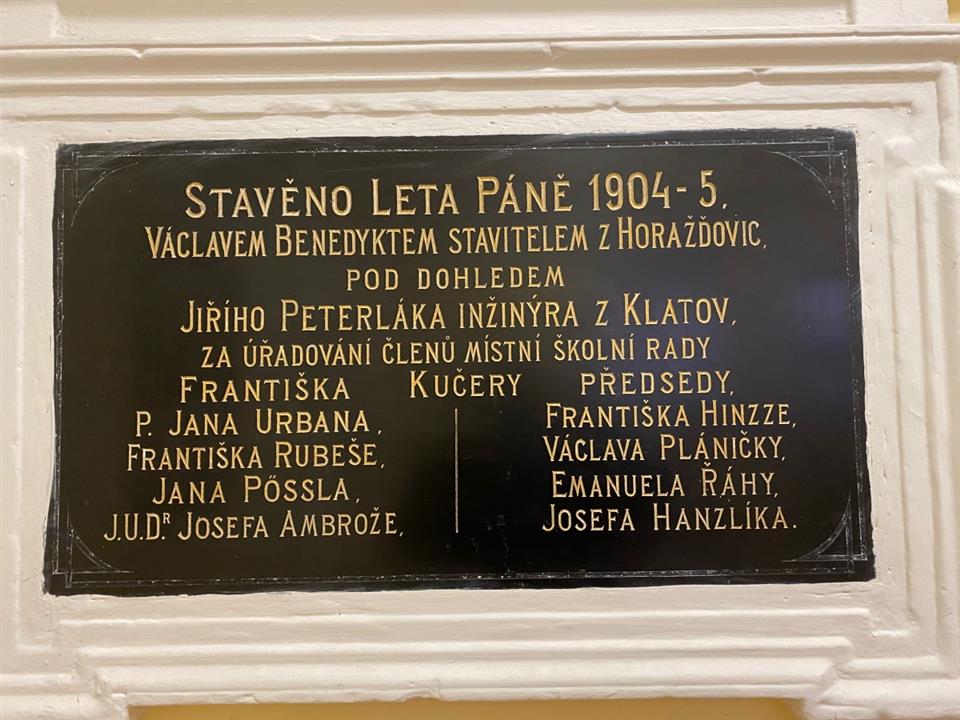 STAVĚNO LETA PÁNĚ 1904-5.
VÁCLAVEM BENEDYKTEM STAVITELEM Z HORAŽĎOVIC,
POD DOHLEDEM
JIŘÍHO PETERLÁKA INŽINÝRA Z KLATOV,
ZA ÚŘADOVÁNÍ ČLENŮ MÍSTNÍ ŠKOLNÍ RADY
FRANTIŠKA KUČERY PŘEDSEDY,
P. JANA URBANA,
FRANTIŠKA RUBEŠE,
JANA PŐSSLA,
J.U.DR JOSEFA AMBROŽE,
FRANTIŠKA HINZZE,
VÁCLAVA PLÁNIČKY,
EMANUELA ŘÁHY,
JOSEFA HANZLÍKA.